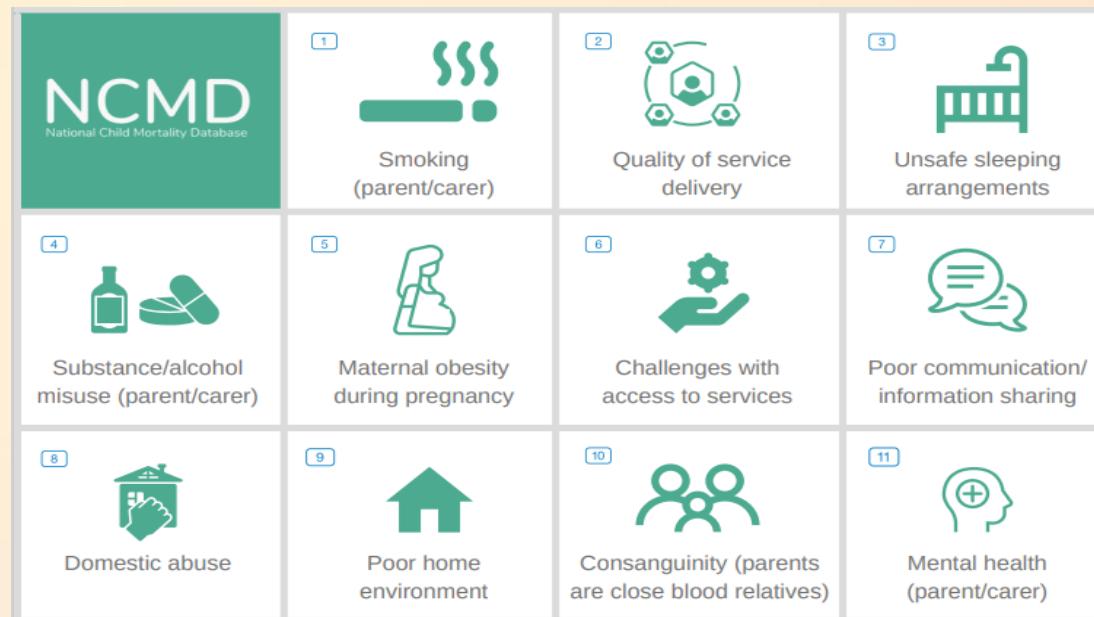 NCMD
National Child Mortality Database
1
Smoking
(parent/carer)
2
Quality of service
delivery
3
Unsafe sleeping
arrangements
4
Substance/alcohol
misuse (parent/carer)
5
Maternal obesity
during pregnancy
6
Challenges with
access to services
7
Poor communication/
information sharing
8
Domestic abuse
9
Poor home
environment
10
Consanguinity (parents
are close blood relatives)
11
Mental health
(parent/carer)